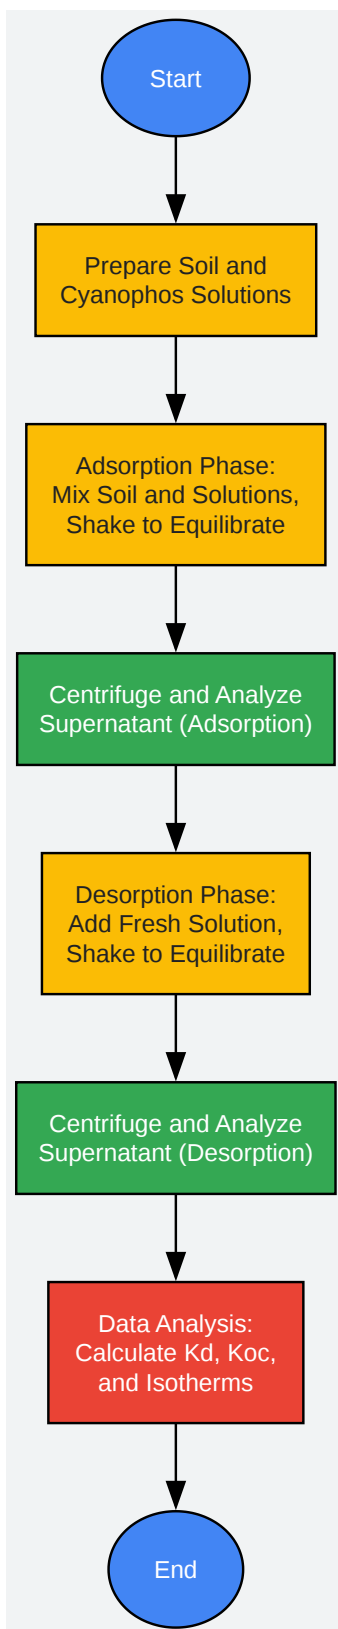 Start
Prepare Soil and
Cyanophos Solutions
Adsorption Phase:
Mix Soil and Solutions,
Shake to Equilibrate
Centrifuge and Analyze
Supernatant (Adsorption)
Desorption Phase:
Add Fresh Solution,
Shake to Equilibrate
Centrifuge and Analyze
Supernatant (Desorption)
Data Analysis:
Calculate Kd, Koc,
and Isotherms
End